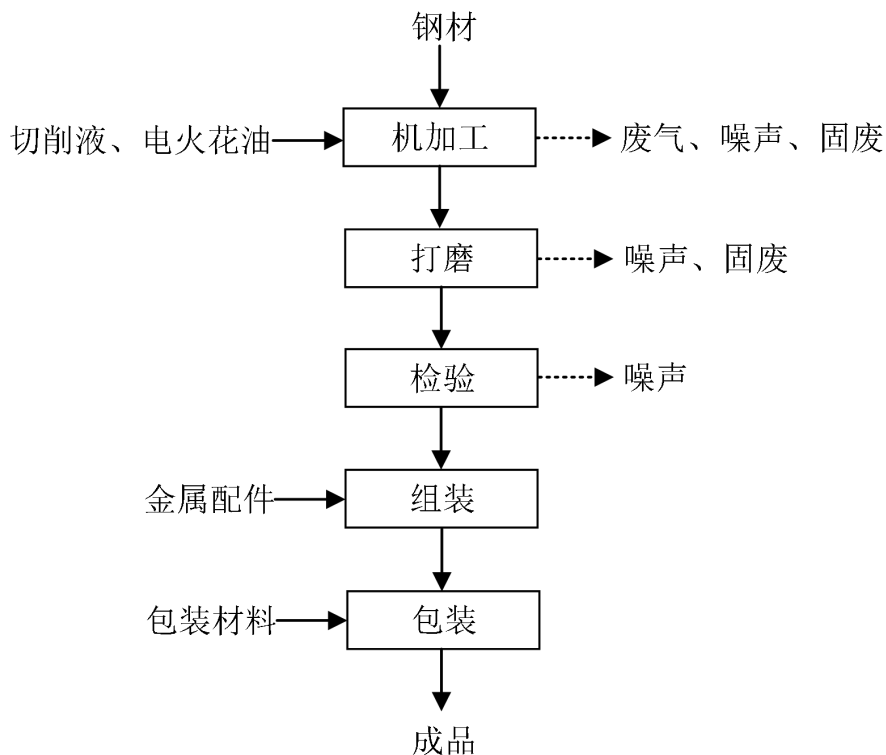 钢材
切削液、电火花油
机加工
废气、噪声、固废
打磨
噪声、固废
检验
噪声
金属配件
组装
包装材料
包装
成品